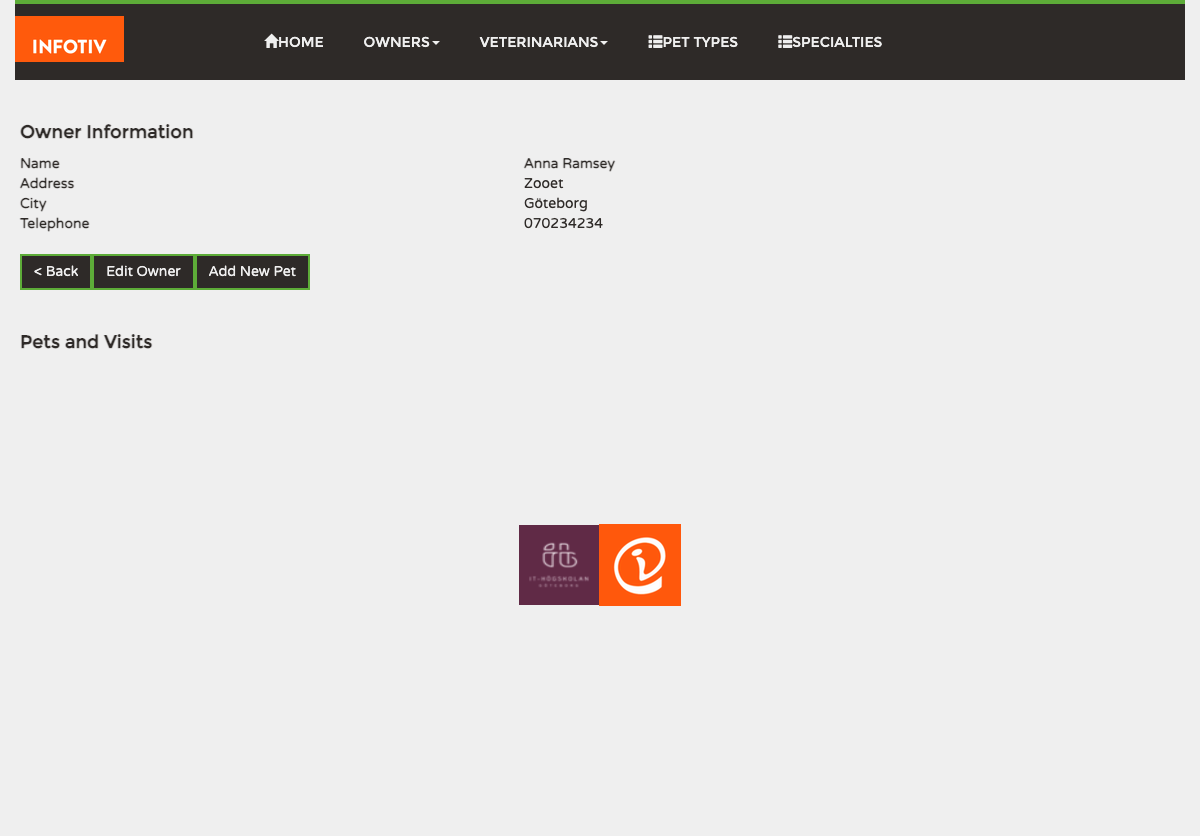 INFOTIV
HOME OWNERS VETERINARIANS PET TYPES SPECIALTIES
Owner Information
Name Anna Ramsey
Address Zooet
City Göteborg
Telephone 070234234
< Back Edit Owner Add New Pet
Pets and Visits
IT-HÖGSKOLAN
GÖTEBORG